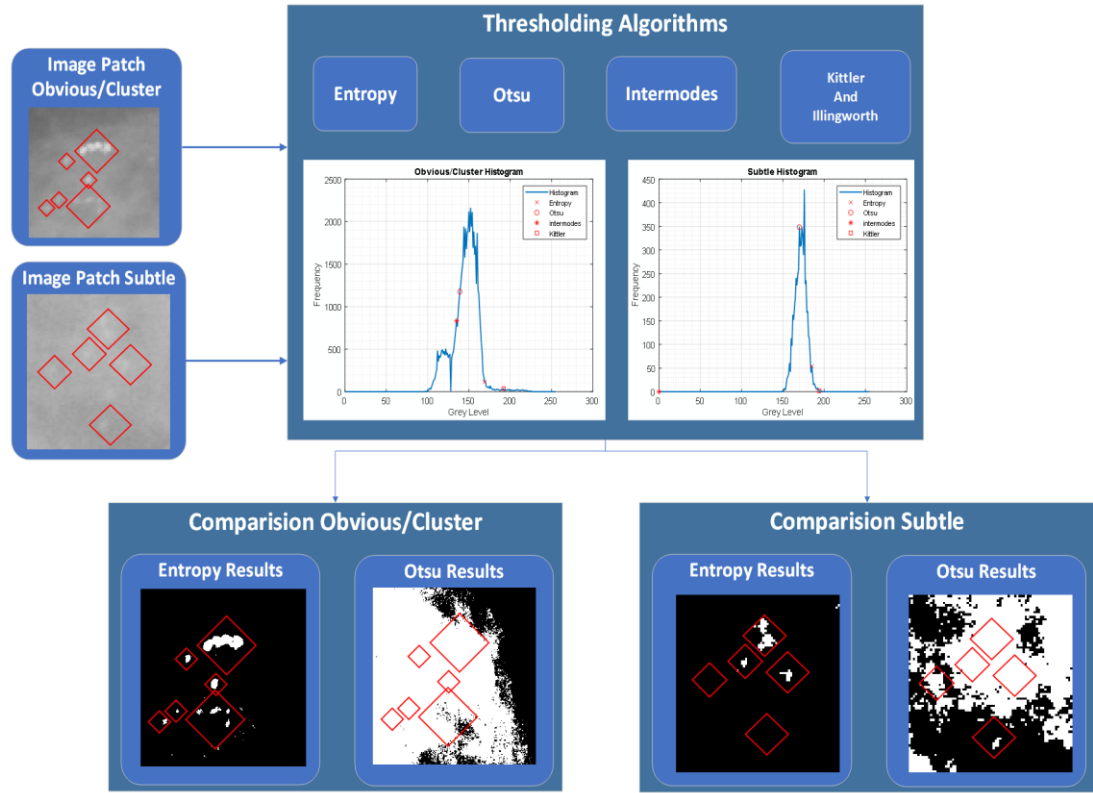 Image Patch
Obvious/Cluster
Image Patch Subtle
Thresholding Algorithms
Entropy
Otsu
Intermodes
Kittler
And
Illingworth
Obvious/Cluster Histogram
Frequency
2500
2000
1500
1000
500
0
0 50 100 150 200 250 300
Grey Level
Histogram
Entropy
Otsu
intermodes
Kittler
Subtle Histogram
Frequency
450
400
350
300
250
200
150
100
50
0
0 50 100 150 200 250 300
Grey Level
Histogram
Entropy
Otsu
intermodes
Kittler
Comparision Obvious/Cluster
Entropy Results
Otsu Results
Comparision Subtle
Entropy Results
Otsu Results